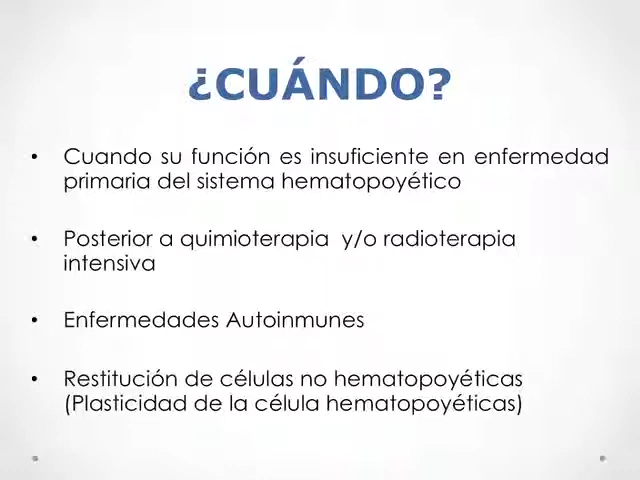 ¿CUÁNDO?
• Cuando su función es insuficiente en enfermedad
primaria del sistema hematopoyético
• Posterior a quimioterapia y/o radioterapia
intensiva
• Enfermedades Autoinmunes
• Restitución de células no hematopoyéticas
(Plasticidad de la célula hematopoyéticas)